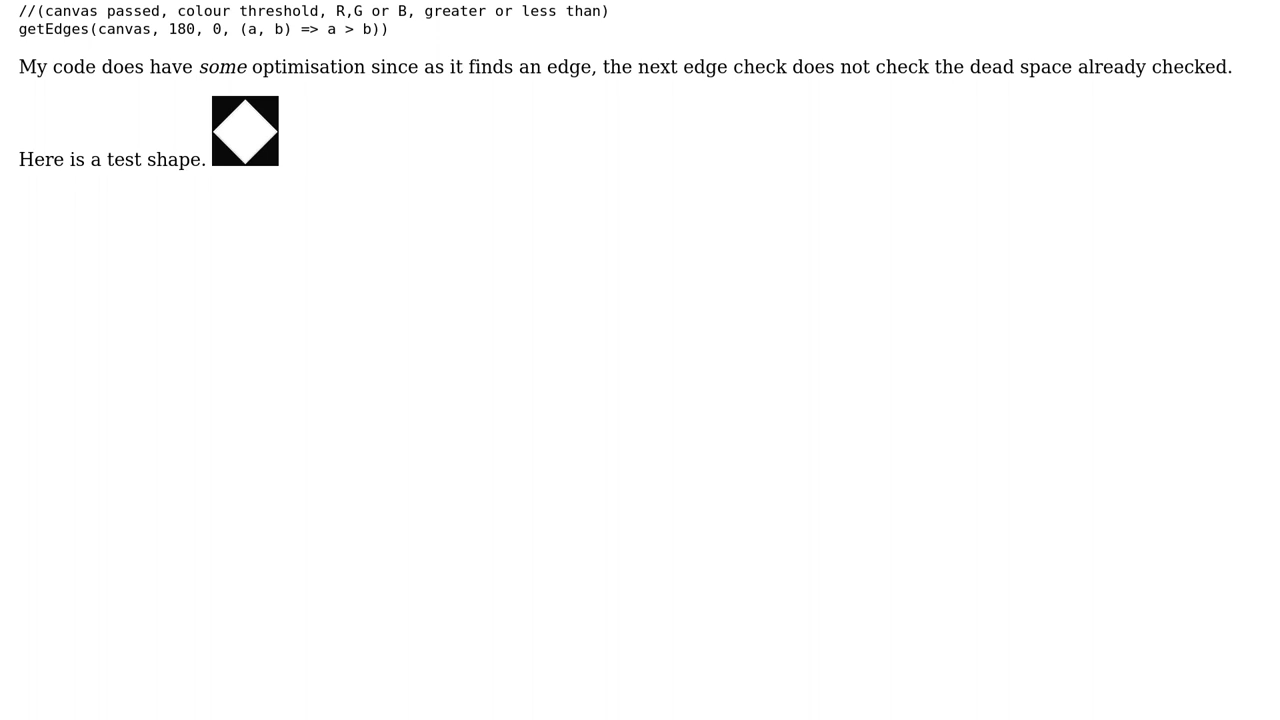 //(canvas passed, colour threshold, R,G or B, greater or less than)
getEdges(canvas, 180, 0, (a, b) => a > b))
My code does have some optimisation since as it finds an edge, the next edge check does not check the dead space already checked.
Here is a test shape.